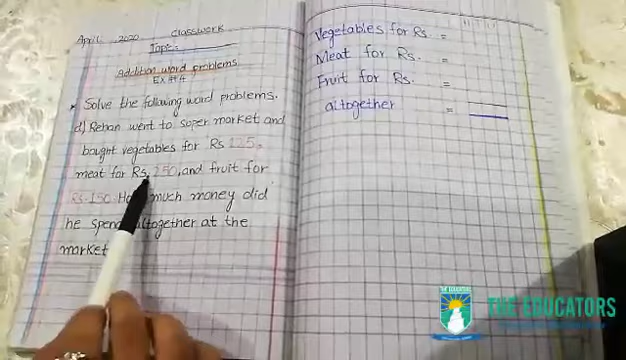 April 2020 Classwork
Topic:
Addition word problems
Ex # 4
* Solve the following word problems.
d) Rehan went to super market and
bought vegetables for Rs 125,
meat for Rs. 250, and fruit for
Rs. 150. much money did
he altogether at the
market
Vegetables for Rs. =
Meat for Rs. =
Fruit for Rs. =
altogether =
THE EDUCATORS